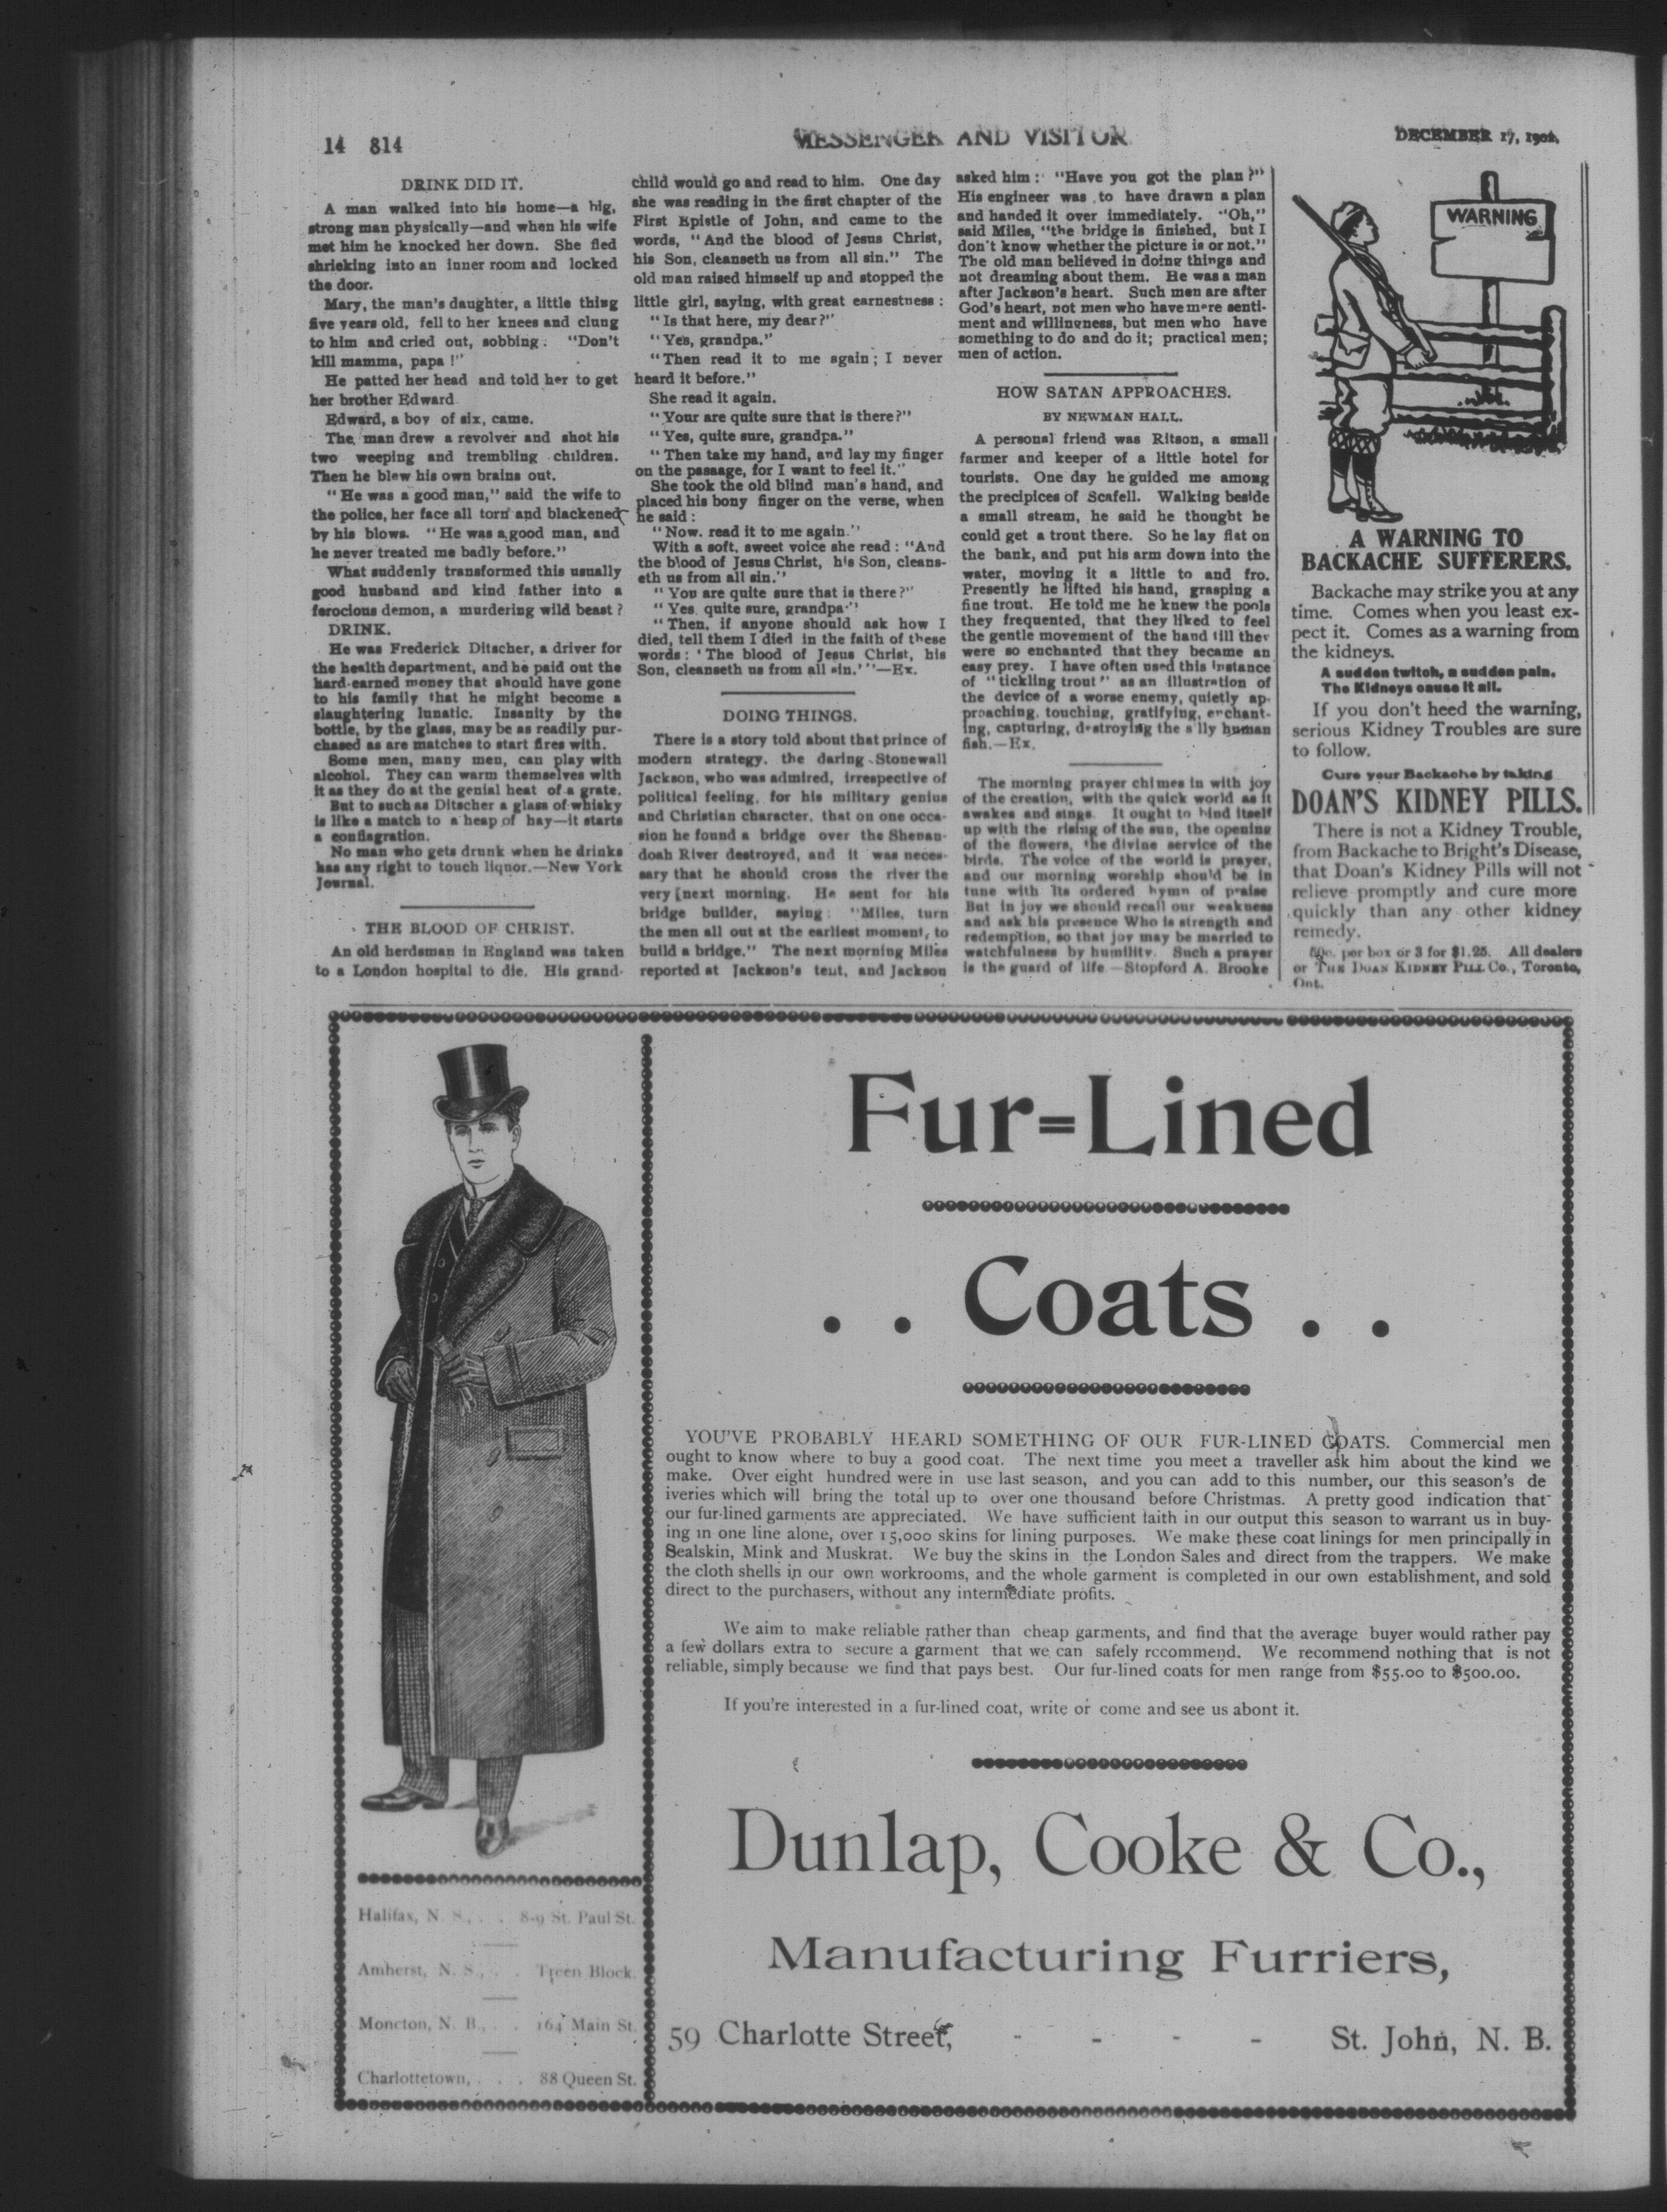 14 814
MESSENGER AND VISITOR
DECEMBER 17, 1902.
DRINK DID IT.
A man walked into his home—a big,
strong man physically—and when his wife
met him he knocked her down. She fled
shrieking into an inner room and locked
the door.
Mary, the man's daughter, a little thing
five years old, fell to her knees and clung
to him and cried out, sobbing: "Don't
kill mamma, papa!"
He patted her head and told her to get
her brother Edward
Edward, a boy of six, came.
The man drew a revolver and shot his
two weeping and trembling children.
Then he blew his own brains out.
"He was a good man," said the wife to
the police, her face all torn and blackened
by his blows. "He was a good man, and
he never treated me badly before."
What suddenly transformed this usually
good husband and kind father into a
ferocious demon, a murdering wild beast?
DRINK.
He was Frederick Ditscher, a driver for
the health department, and he paid out the
hard-earned money that should have gone
to his family that he might become a
slaughtering lunatic. Insanity by the
bottle, by the glass, may be as readily pur-
chased as are matches to start fires with.
Some men, many men, can play with
alcohol. They can warm themselves with
it as they do at the genial heat of a grate.
But to such as Ditscher a glass of whisky
is like a match to a heap of hay—it starts
a conflagration.
No man who gets drunk when he drinks
has any right to touch liquor.—New York
Journal.
THE BLOOD OF CHRIST.
An old herdsman in England was taken
to a London hospital to die. His grand-
child would go and read to him. One day
she was reading in the first chapter of the
First Epistle of John, and came to the
words, "And the blood of Jesus Christ,
his Son, cleanseth us from all sin." The
old man raised himself up and stopped the
little girl, saying, with great earnestness:
"Is that here, my dear?"
"Yes, grandpa."
"Then read it to me again; I never
heard it before."
She read it again.
"Your are quite sure that is there?"
"Yes, quite sure, grandpa."
"Then take my hand, and lay my finger
on the passage, for I want to feel it."
She took the old blind man's hand, and
placed his bony finger on the verse, when
he said:
"Now, read it to me again."
With a soft, sweet voice she read: "And
the blood of Jesus Christ, his Son, cleans-
eth us from all sin."
"You are quite sure that is there?"
"Yes, quite sure, grandpa."
"Then, if anyone should ask how I
died, tell them I died in the faith of these
words: 'The blood of Jesus Christ, his
Son, cleanseth us from all sin.'"—Ex.
DOING THINGS.
There is a story told about that prince of
modern strategy, the daring Stonewall
Jackson, who was admired, irrespective of
political feeling, for his military genius
and Christian character, that on one occa-
sion he found a bridge over the Shenan-
doah River destroyed, and it was neces-
sary that he should cross the river the
very next morning. He sent for his
bridge builder, saying: "Miles, turn
the men all out at the earliest moment, to
build a bridge." The next morning Miles
reported at Jackson's tent, and Jackson
asked him: "Have you got the plan?"
His engineer was to have drawn a plan
and handed it over immediately. "Oh,"
said Miles, "the bridge is finished, but I
don't know whether the picture is or not."
The old man believed in doing things and
not dreaming about them. He was a man
after Jackson's heart. Such men are after
God's heart, not men who have mere senti-
ment and willingness, but men who have
something to do and do it; practical men;
men of action.
HOW SATAN APPROACHES.
BY NEWMAN HALL.
A personal friend was Ritson, a small
farmer and keeper of a little hotel for
tourists. One day he guided me among
the precipices of Scafell. Walking beside
a small stream, he said he thought he
could get a trout there. So he lay flat on
the bank, and put his arm down into the
water, moving it a little to and fro.
Presently he lifted his hand, grasping a
fine trout. He told me he knew the pools
they frequented, that they liked to feel
the gentle movement of the hand till they
were so enchanted that they became an
easy prey. I have often used this instance
of "tickling trout" as an illustration of
the device of a worse enemy, quietly ap-
proaching, touching, gratifying, enchant-
ing, capturing, destroying the silly human
fish.—Ex.
The morning prayer chimes in with joy
of the creation, with the quick world as it
awakes and sings. It ought to bind itself
up with the rising of the sun, the opening
of the flowers, the divine service of the
birds. The voice of the world is prayer,
and our morning worship should be in
tune with its ordered hymn of praise
But in joy we should recall our weakness
and ask his presence Who is strength and
redemption, so that joy may be married to
watchfulness by humility. Such a prayer
is the guard of life.—Stopford A. Brooke
WARNING
A WARNING TO
BACKACHE SUFFERERS.
Backache may strike you at any
time. Comes when you least ex-
pect it. Comes as a warning from
the kidneys.
A sudden twitch, a sudden pain.
The Kidneys cause it all.
If you don't heed the warning,
serious Kidney Troubles are sure
to follow.
Cure your Backache by taking
DOAN'S KIDNEY PILLS.
There is not a Kidney Trouble,
from Backache to Bright's Disease,
that Doan's Kidney Pills will not
relieve promptly and cure more
quickly than any other kidney
remedy.
50c. per box or 3 for $1.25. All dealers
or THE DOAN KIDNEY PILL CO., Toronto,
Ont.
Fur=Lined
. . Coats . .
YOU'VE PROBABLY HEARD SOMETHING OF OUR FUR-LINED COATS. Commercial men
ought to know where to buy a good coat. The next time you meet a traveller ask him about the kind we
make. Over eight hundred were in use last season, and you can add to this number, our this season's de
iveries which will bring the total up to over one thousand before Christmas. A pretty good indication that
our fur-lined garments are appreciated. We have sufficient faith in our output this season to warrant us in buy-
ing in one line alone, over 15,000 skins for lining purposes. We make these coat linings for men principally in
Sealskin, Mink and Muskrat. We buy the skins in the London Sales and direct from the trappers. We make
the cloth shells in our own workrooms, and the whole garment is completed in our own establishment, and sold
direct to the purchasers, without any intermediate profits.
We aim to make reliable rather than cheap garments, and find that the average buyer would rather pay
a few dollars extra to secure a garment that we can safely rccommend. We recommend nothing that is not
reliable, simply because we find that pays best. Our fur-lined coats for men range from $55.00 to $500.00.
If you're interested in a fur-lined coat, write or come and see us abont it.
Dunlap, Cooke & Co.,
Manufacturing Furriers,
59 Charlotte Street, - - - - St. John, N. B.
Halifax, N. S., . . 8-9 St. Paul St.
Amherst, N. S., . . Treen Block.
Moncton, N. B., . . 164 Main St.
Charlottetown, . . . 88 Queen St.